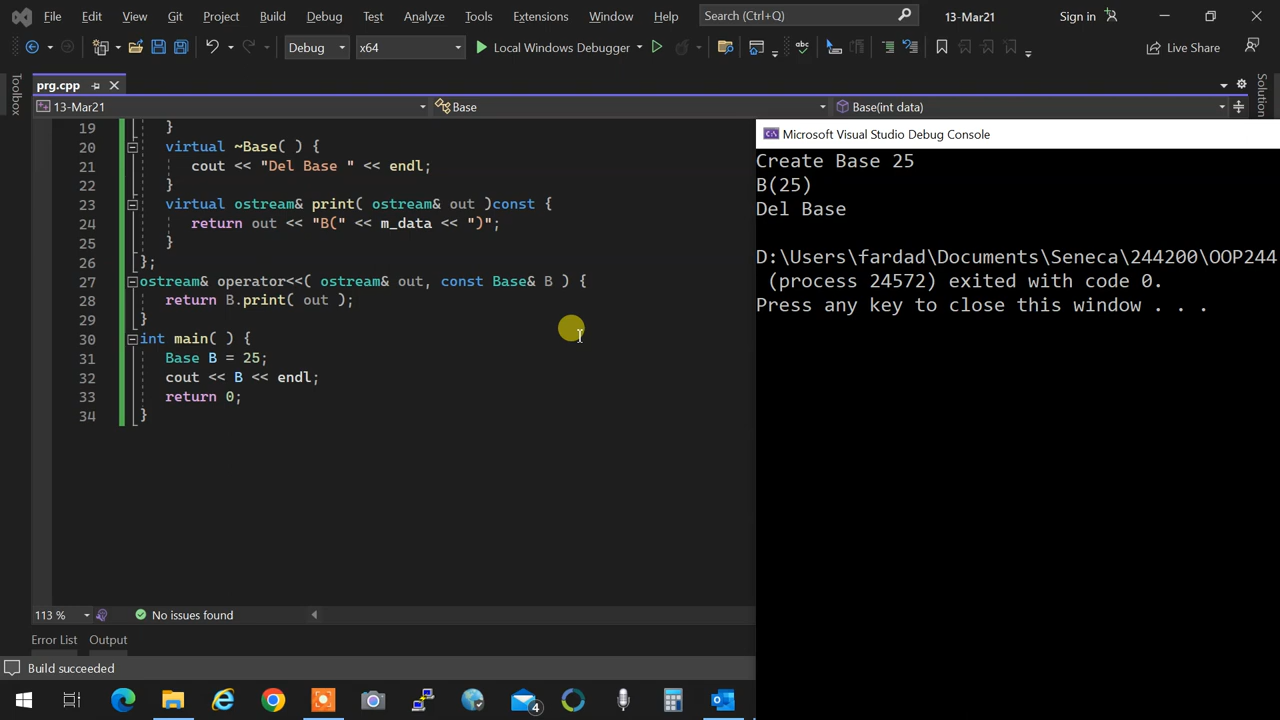 File Edit View Git Project Build Debug Test Analyze Tools Extensions Window Help Search (Ctrl+Q) 13-Mar21 Sign in
Debug x64 Local Windows Debugger Live Share
Toolbox
prg.cpp
Solution
13-Mar21 Base Base(int data)
19 }
20 virtual ~Base( ) {
21 cout << "Del Base " << endl;
22 }
23 virtual ostream& print( ostream& out )const {
24 return out << "B(" << m_data << ")";
25 }
26 };
27 ostream& operator<<( ostream& out, const Base& B ) {
28 return B.print( out );
29 }
30 int main( ) {
31 Base B = 25;
32 cout << B << endl;
33 return 0;
34 }
Microsoft Visual Studio Debug Console
Create Base 25
B(25)
Del Base
D:\Users\fardad\Documents\Seneca\244200\OOP244
(process 24572) exited with code 0.
Press any key to close this window . . .
113 % No issues found
Error List Output
Build succeeded
4